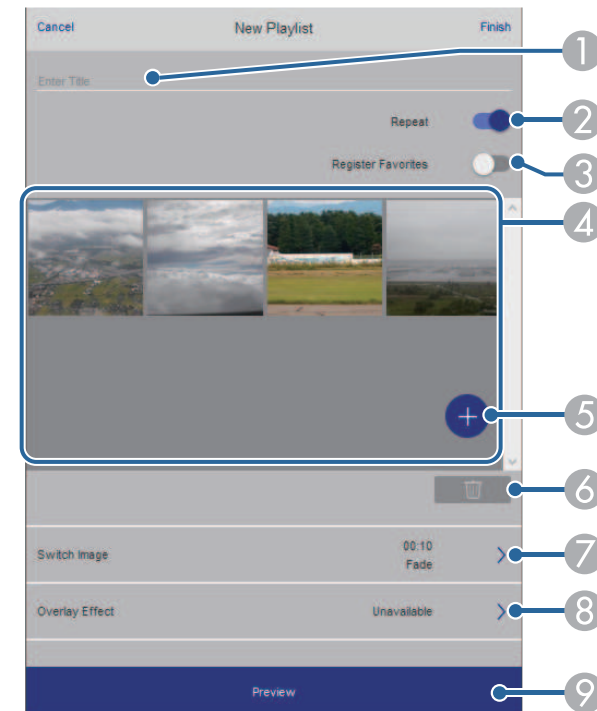 Cancel New Playlist Finish
1
Enter Title
Repeat 2
Register Favorites 3
4
5
6
Switch Image 00:10 7
Fade
Overlay Effect Unavailable 8
Preview 9